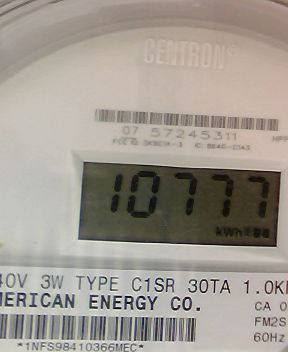 CENTRON®
07 57245311
10777
kWh
40V 3W TYPE C1SR 30TA 1.0K
MERICAN ENERGY CO.
CA 0
FM2S
60Hz
*1NFS98410366MEC*